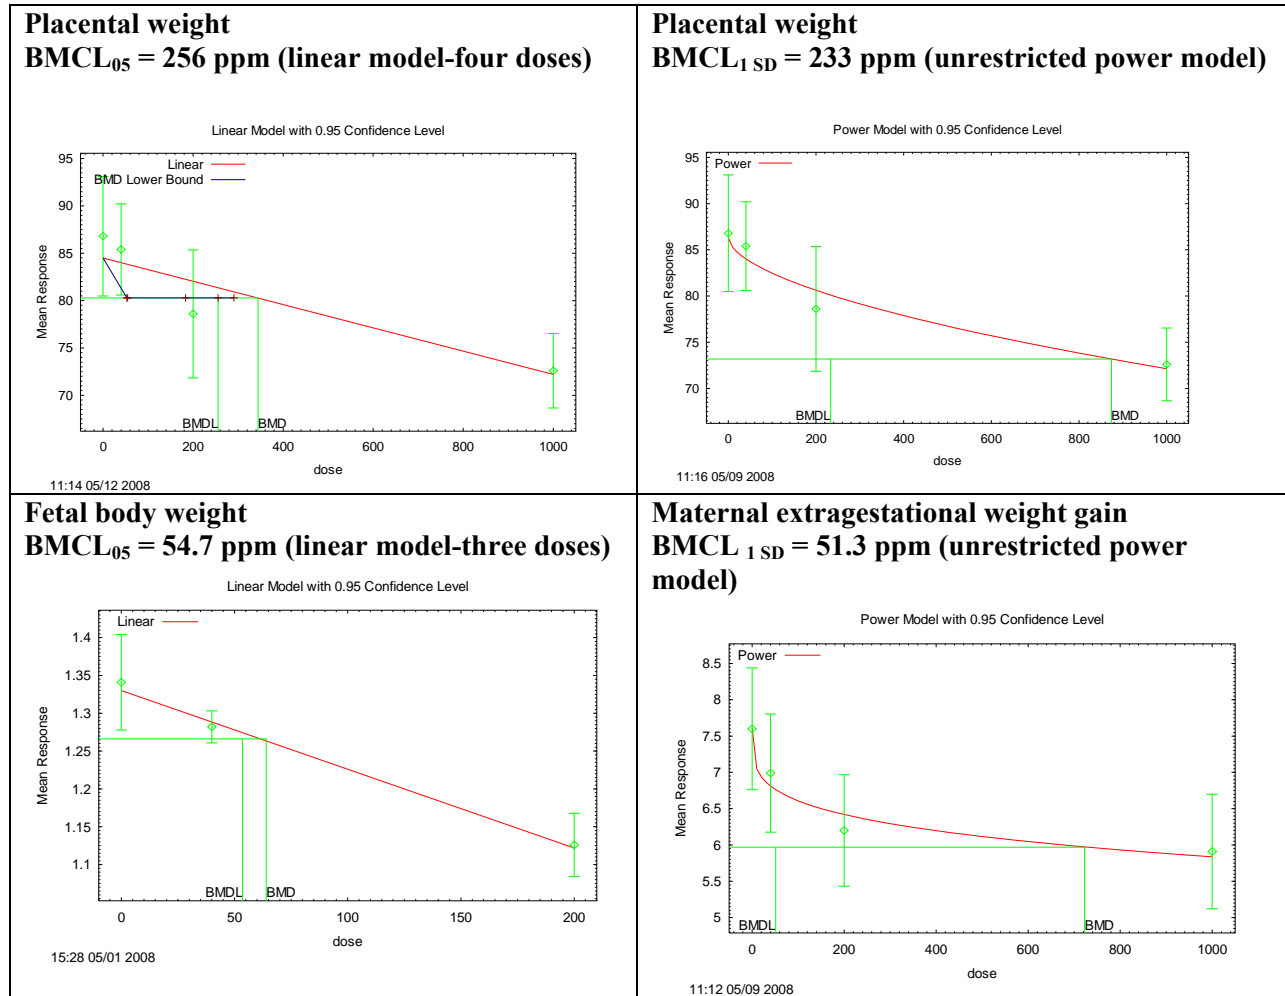 Placental weight
BMCL05 = 256 ppm (linear model-four doses)
Linear Model with 0.95 Confidence Level
Linear
BMD Lower Bound
95
90
85
80
75
70
Mean Response
BMDL
BMD
0
200
400
600
800
1000
dose
11:14 05/12 2008
Placental weight
BMCL1 SD = 233 ppm (unrestricted power model)
Power Model with 0.95 Confidence Level
Power
95
90
85
80
75
70
Mean Response
BMDL
BMD
0
200
400
600
800
1000
dose
11:16 05/09 2008
Fetal body weight
BMCL05 = 54.7 ppm (linear model-three doses)
Linear Model with 0.95 Confidence Level
Linear
1.4
1.35
1.3
1.25
1.2
1.15
1.1
Mean Response
BMDL
BMD
0
50
100
150
200
dose
15:28 05/01 2008
Maternal extragestational weight gain
BMCL 1 SD = 51.3 ppm (unrestricted power
model)
Power Model with 0.95 Confidence Level
Power
8.5
8
7.5
7
6.5
6
5.5
5
Mean Response
BMDL
BMD
0
200
400
600
800
1000
dose
11:12 05/09 2008